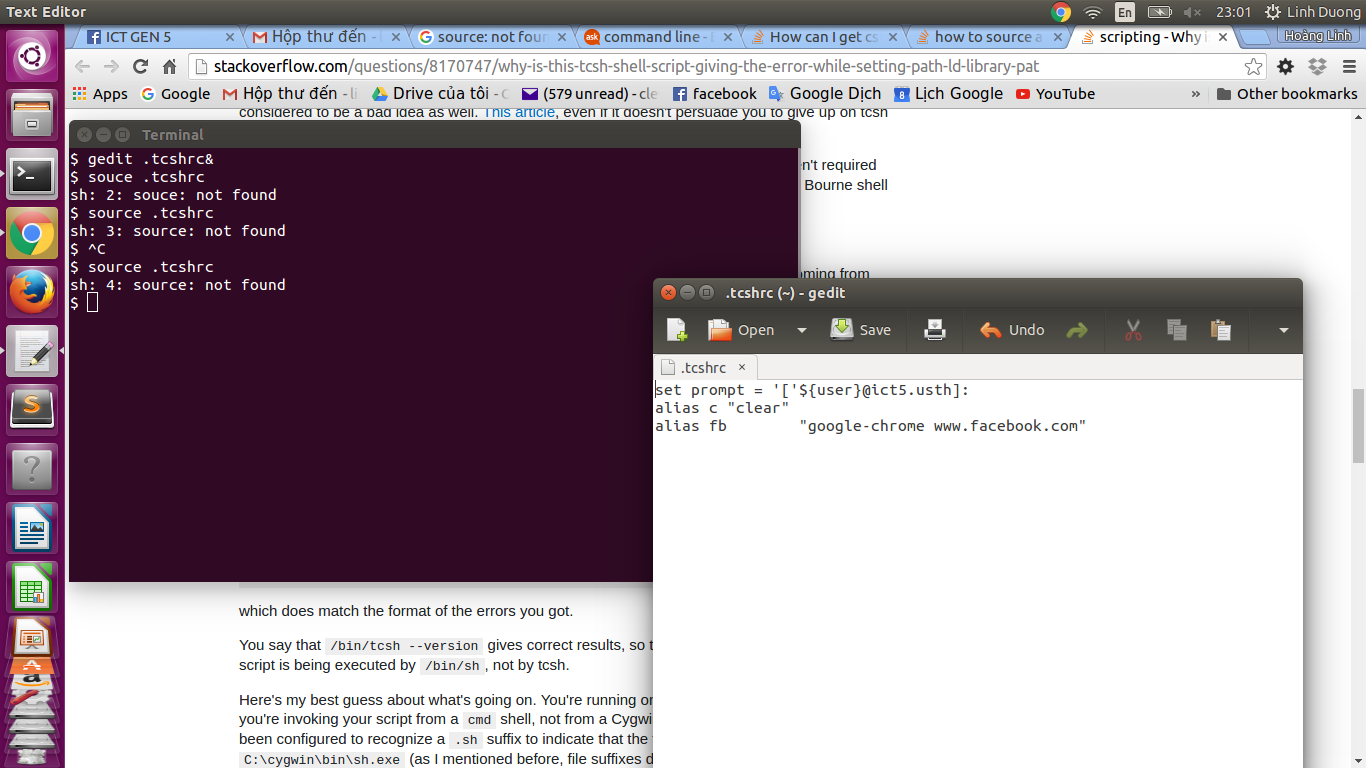 Text Editor
En
23:01
Linh Duong
ICT GEN 5
Hộp thư đến -
source: not foun
command line -
How can I get cs
how to source a
scripting - Why i
Hoàng Linh
stackoverflow.com/questions/8170747/why-is-this-tcsh-shell-script-giving-the-error-while-setting-path-ld-library-pat
Apps
Google
Hộp thư đến - li
Drive của tôi -
(579 unread) - cle
facebook
Google Dịch
8
Lịch Google
YouTube
»
Other bookmarks
considered to be a bad idea as well. This article, even if it doesn't persuade you to give up on tcsh
n't required
Bourne shell
oming from
Terminal
$ gedit .tcshrc&
$ souce .tcshrc
sh: 2: souce: not found
$ source .tcshrc
sh: 3: source: not found
$ ^C
$ source .tcshrc
sh: 4: source: not found
$
.tcshrc (~) - gedit
Open
Save
Undo
.tcshrc ×
set prompt = '['${user}@ict5.usth]:
alias c "clear"
alias fb "google-chrome www.facebook.com"
which does match the format of the errors you got.
You say that /bin/tcsh --version gives correct results, so t
script is being executed by /bin/sh, not by tcsh.
Here's my best guess about what's going on. You're running on
you're invoking your script from a cmd shell, not from a Cygwi
been configured to recognize a .sh suffix to indicate that the
C:\cygwin\bin\sh.exe (as I mentioned before, file suffixes d